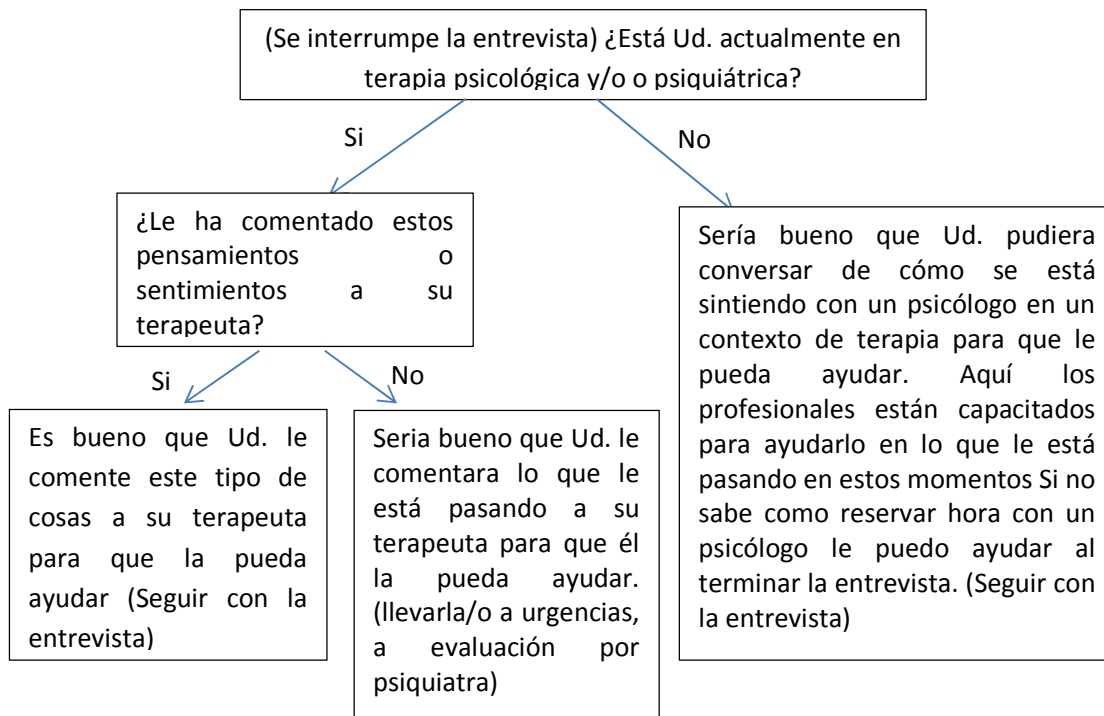 (Se interrumpe la entrevista) ¿Está Ud. actualmente en
terapia psicológica y/o o psiquiátrica?
Si
No
¿Le ha comentado estos
pensamientos o
sentimientos a su
terapeuta?
Si
No
Es bueno que Ud. le
comente este tipo de
cosas a su terapeuta
para que la pueda
ayudar (Seguir con la
entrevista)
Seria bueno que Ud. le
comentara lo que le
está pasando a su
terapeuta para que él
la pueda ayudar.
(llevarla/o a urgencias,
a evaluación por
psiquiatra)
Sería bueno que Ud. pudiera
conversar de cómo se está
sintiendo con un psicólogo en un
contexto de terapia para que le
pueda ayudar. Aquí los
profesionales están capacitados
para ayudarlo en lo que le está
pasando en estos momentos Si no
sabe como reservar hora con un
psicólogo le puedo ayudar al
terminar la entrevista. (Seguir con
la entrevista)